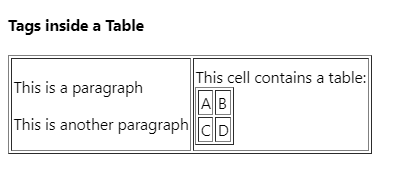 Tags inside a Table
This is a paragraph
This is another paragraph
This cell contains a table:
A B
C D